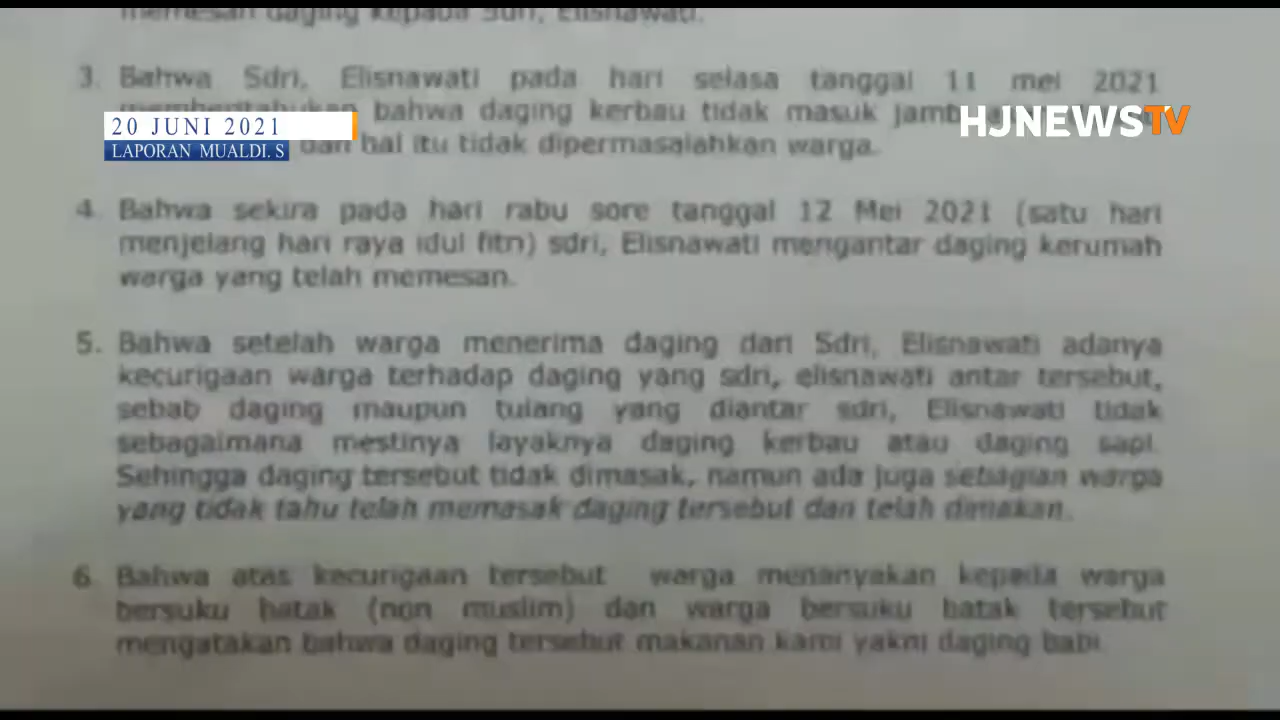 memesan daging kepada Sdri, Elisnawati.
3. Bahwa Sdri, Elisnawati pada hari selasa tanggal 11 mei 2021
memberitahukan bahwa daging kerbau tidak masuk
20 JUNI 2021
HJNEWSTV
LAPORAN MUALDI. S
dan hal itu tidak dipermasalahkan warga.
4. Bahwa sekira pada hari rabu sore tanggal 12 Mei 2021 (satu hari
menjelang hari raya idul fitri) sdri, Elisnawati mengantar daging kerumah
warga yang telah memesan.
5. Bahwa setelah warga menerima daging dari Sdri, Elisnawati adanya
kecurigaan warga terhadap daging yang sdri, elisnawati antar tersebut,
sebab daging maupun tulang yang diantar sdri, Elisnawati tidak
sebagaimana mestinya layaknya daging kerbau atau daging sapi.
Sehingga daging tersebut tidak dimasak, namun ada juga sebagian warga
yang tidak tahu telah memasak daging tersebut dan telah dimakan.
6. Bahwa atas kecurigaan tersebut warga menanyakan kepada warga
bersuku batak (non muslim) dan warga bersuku batak tersebut
mengatakan bahwa daging tersebut makanan kami yakni daging babi.